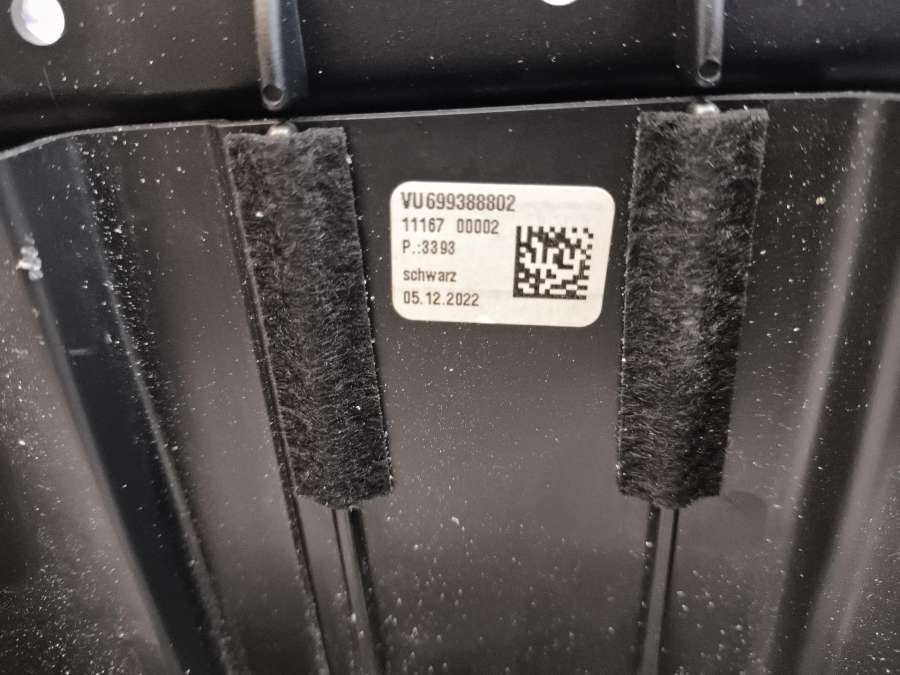 VU699388802
11167 00002
P.:3393
schwarz
05.12.2022